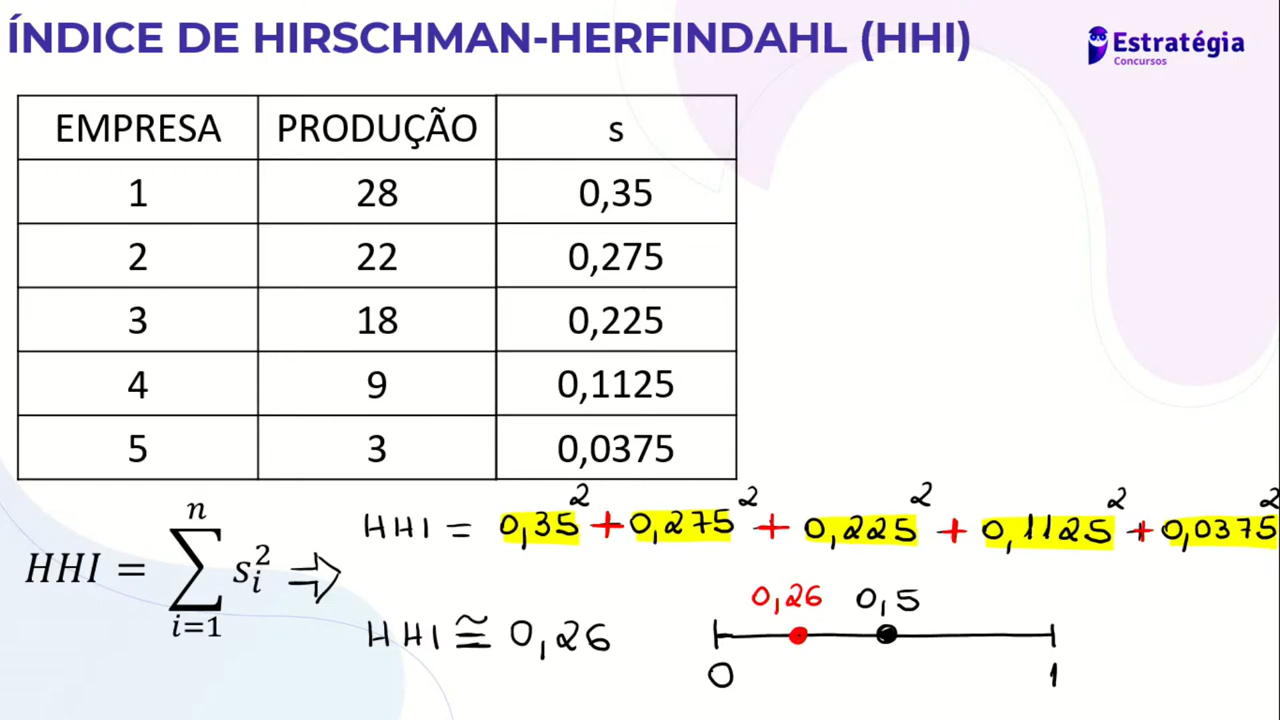 ÍNDICE DE HIRSCHMAN-HERFINDAHL (HHI)
Estratégia
Concursos
EMPRESA PRODUÇÃO s
1 28 0,35
2 22 0,275
3 18 0,225
4 9 0,1125
5 3 0,0375
HHI = ∑ⁿᵢ₌₁ sᵢ² ⇒
HHI = 0,35² + 0,275² + 0,225² + 0,1125² + 0,0375²
HHI ≅ 0,26
0,26 0,5
0 1